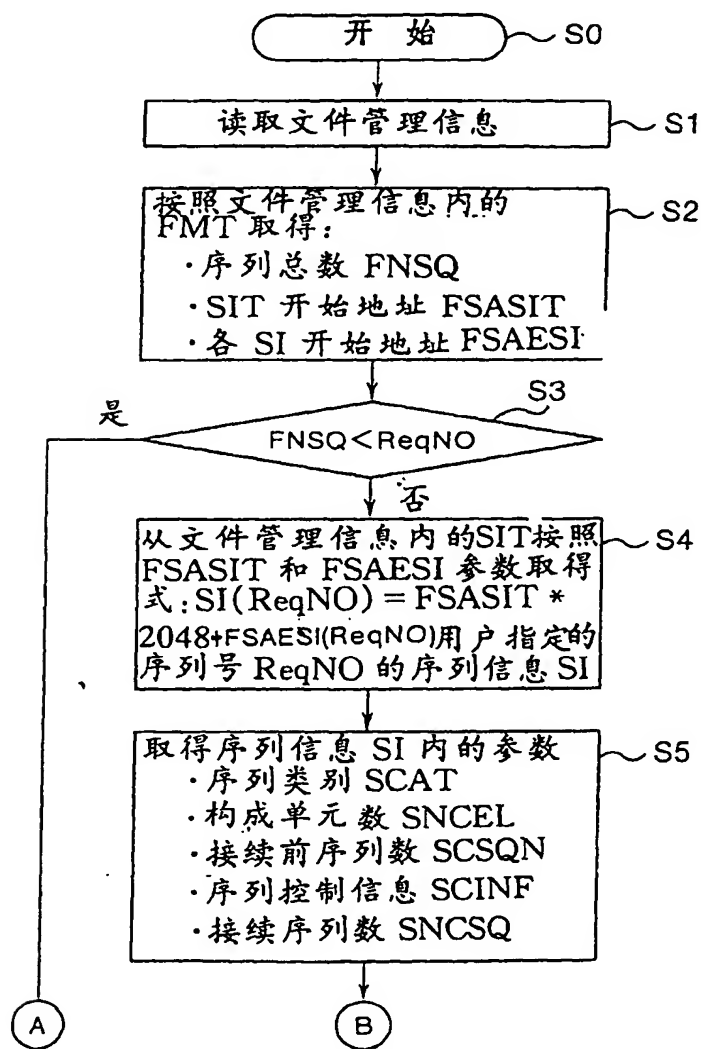 开 始
S0
读取文件管理信息
S1
按照文件管理信息内的
FMT 取得:
·序列总数 FNSQ
·SIT 开始地址 FSASIT
·各 SI 开始地址 FSAESI
S2
S3
是
FNSQ<ReqNO
否
从文件管理信息内的SIT按照
FSASIT 和 FSAESI 参数取得
式:SI(ReqNO)=FSASIT *
2048+FSAESI(ReqNO)用户指定的
序列号 ReqNO 的序列信息 SI
S4
取得序列信息 SI 内的参数
·序列类别 SCAT
·构成单元数 SNCEL
·接续前序列数 SCSQN
·序列控制信息 SCINF
·接续序列数 SNCSQ
S5
A
B